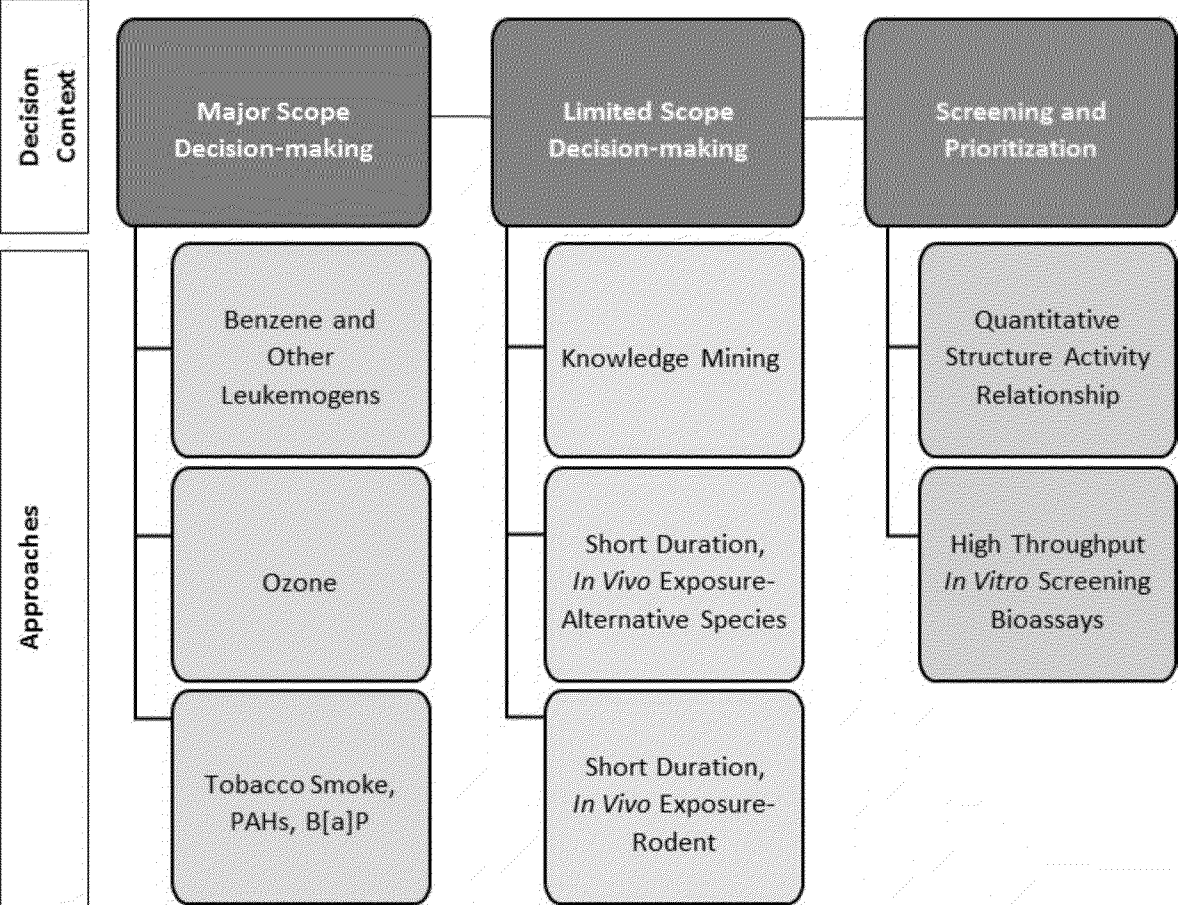 Decision
Context
Major Scope
Decision-making
Limited Scope
Decision-making
Screening and
Prioritization
Approaches
Benzene and
Other
Leukemogens
Knowledge Mining
Quantitative
Structure Activity
Relationship
Ozone
Short Duration,
In Vivo Exposure-
Alternative Species
High Throughput
In Vitro Screening
Bioassays
Tobacco Smoke,
PAHs, B[a]P
Short Duration,
In Vivo Exposure-
Rodent